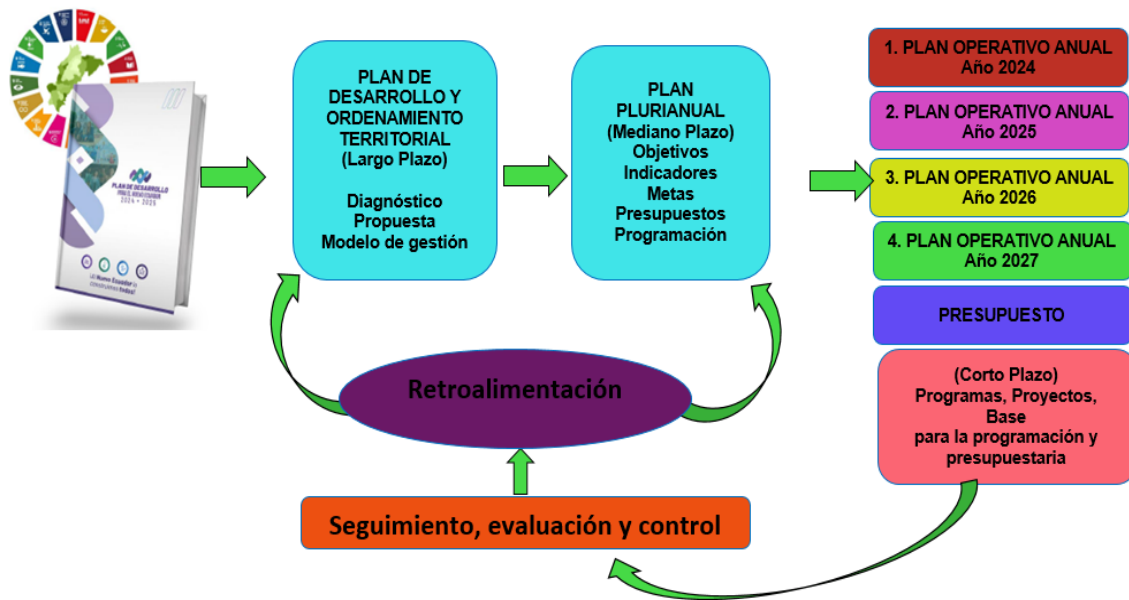 PLAN DE DESARROLLO
2024 • 2025
PLAN DE
DESARROLLO Y
ORDENAMIENTO
TERRITORIAL
(Largo Plazo)
Diagnóstico
Propuesta
Modelo de gestión
PLAN
PLURIANUAL
(Mediano Plazo)
Objetivos
Indicadores
Metas
Presupuestos
Programación
1. PLAN OPERATIVO ANUAL
Año 2024
2. PLAN OPERATIVO ANUAL
Año 2025
3. PLAN OPERATIVO ANUAL
Año 2026
4. PLAN OPERATIVO ANUAL
Año 2027
PRESUPUESTO
(Corto Plazo)
Programas, Proyectos,
Base
para la programación y
presupuestaria
Retroalimentación
Seguimiento, evaluación y control